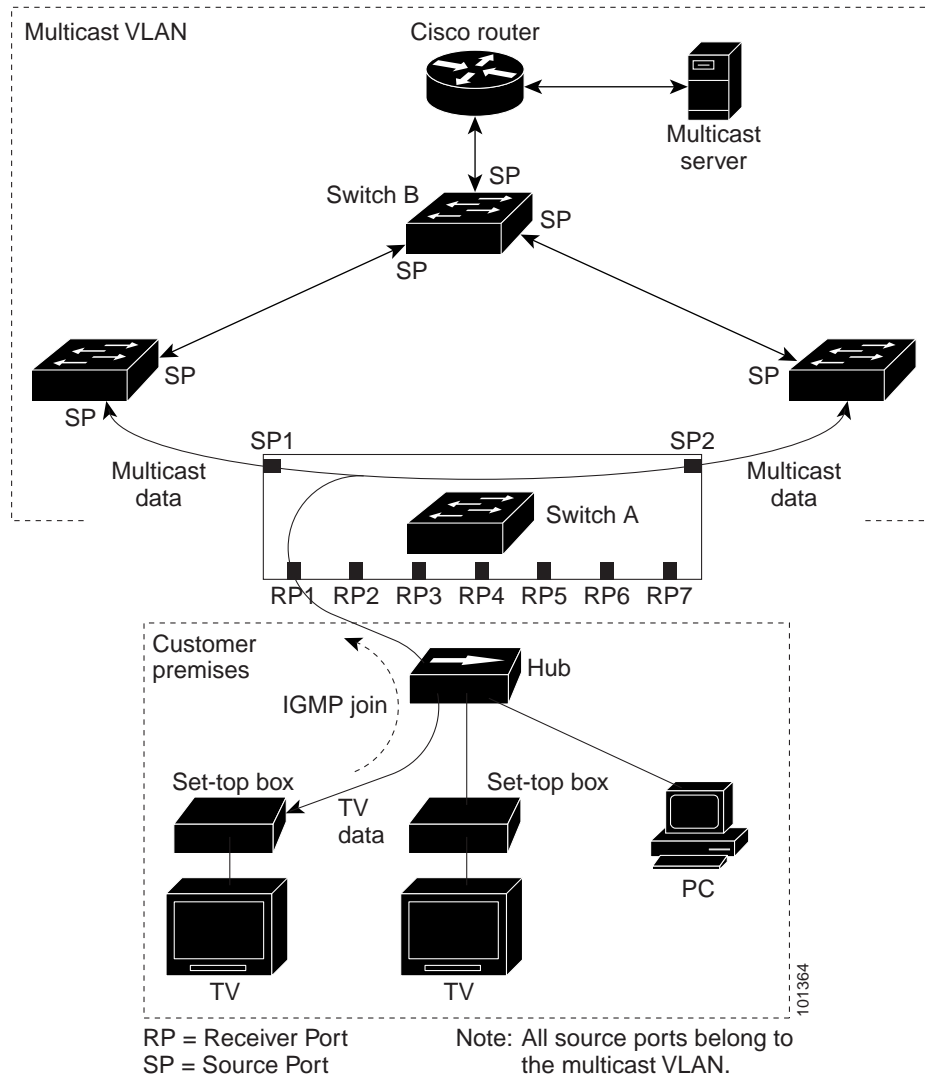 Multicast VLAN
Cisco router
Multicast
server
SP
Switch B
SP
SP
SP
SP
SP
SP1
SP2
Multicast
data
Multicast
data
Switch A
RP1 RP2 RP3 RP4 RP5 RP6 RP7
Customer
premises
Hub
IGMP join
Set-top box
Set-top box
TV
data
PC
TV
TV
101364
RP = Receiver Port
SP = Source Port
Note: All source ports belong to
the multicast VLAN.